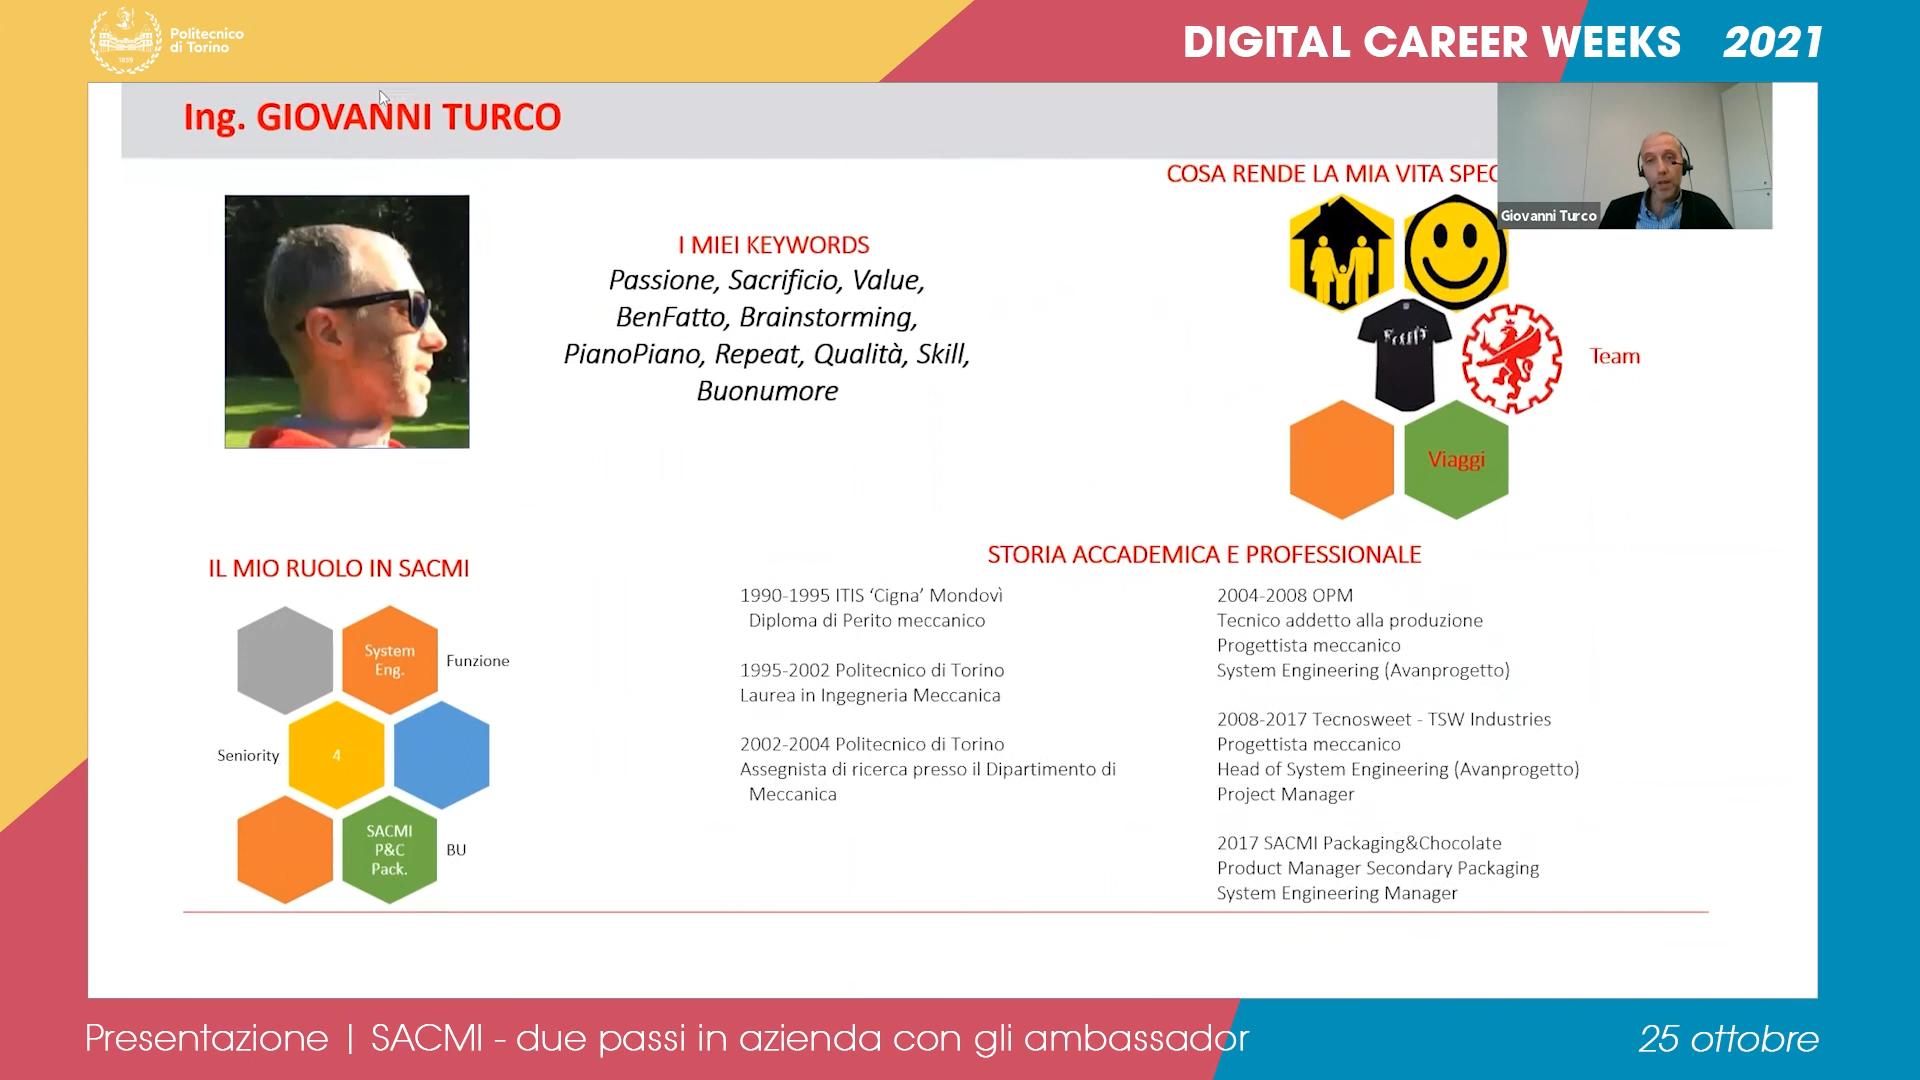 Politecnico
di Torino
1859
DIGITAL CAREER WEEKS 2021
Ing. GIOVANNI TURCO
COSA RENDE LA MIA VITA
Giovanni Turco
I MIEI KEYWORDS
Passione, Sacrificio, Value,
BenFatto, Brainstorming,
PianoPiano, Repeat, Qualità, Skill,
Buonumore
Team
Viaggi
IL MIO RUOLO IN SACMI
System
Eng.
Funzione
Seniority
4
SACMI
P&C
Pack.
BU
STORIA ACCADEMICA E PROFESSIONALE
1990-1995 ITIS ‘Cigna’ Mondovì
Diploma di Perito meccanico
1995-2002 Politecnico di Torino
Laurea in Ingegneria Meccanica
2002-2004 Politecnico di Torino
Assegnista di ricerca presso il Dipartimento di
Meccanica
2004-2008 OPM
Tecnico addetto alla produzione
Progettista meccanico
System Engineering (Avanprogetto)
2008-2017 Tecnosweet - TSW Industries
Progettista meccanico
Head of System Engineering (Avanprogetto)
Project Manager
2017 SACMI Packaging&Chocolate
Product Manager Secondary Packaging
System Engineering Manager
Presentazione | SACMI - due passi in azienda con gli ambassador
25 ottobre